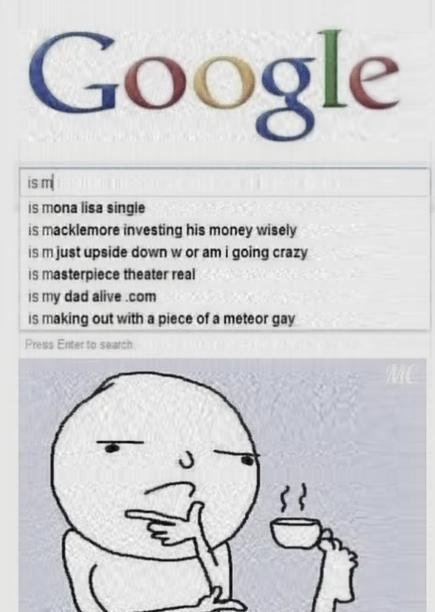 Google
is m
is mona lisa single
is macklemore investing his money wisely
is m just upside down w or am i going crazy
is masterpiece theater real
is my dad alive .com
is making out with a piece of a meteor gay
Press Enter to search.